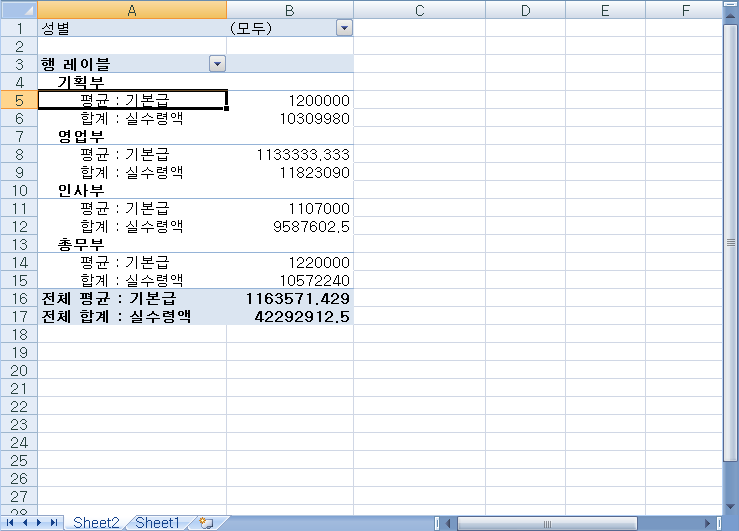 A B C D E F
1 성별 (모두)
2
3 행 레이블
4 기획부
5 평균 : 기본급 1200000
6 합계 : 실수령액 10309980
7 영업부
8 평균 : 기본급 1133333.333
9 합계 : 실수령액 11823090
10 인사부
11 평균 : 기본급 1107000
12 합계 : 실수령액 9587602.5
13 총무부
14 평균 : 기본급 1220000
15 합계 : 실수령액 10572240
16 전체 평균 : 기본급 1163571.429
17 전체 합계 : 실수령액 42292912.5
18
19
20
21
22
23
24
25
26
27
28
Sheet2 Sheet1